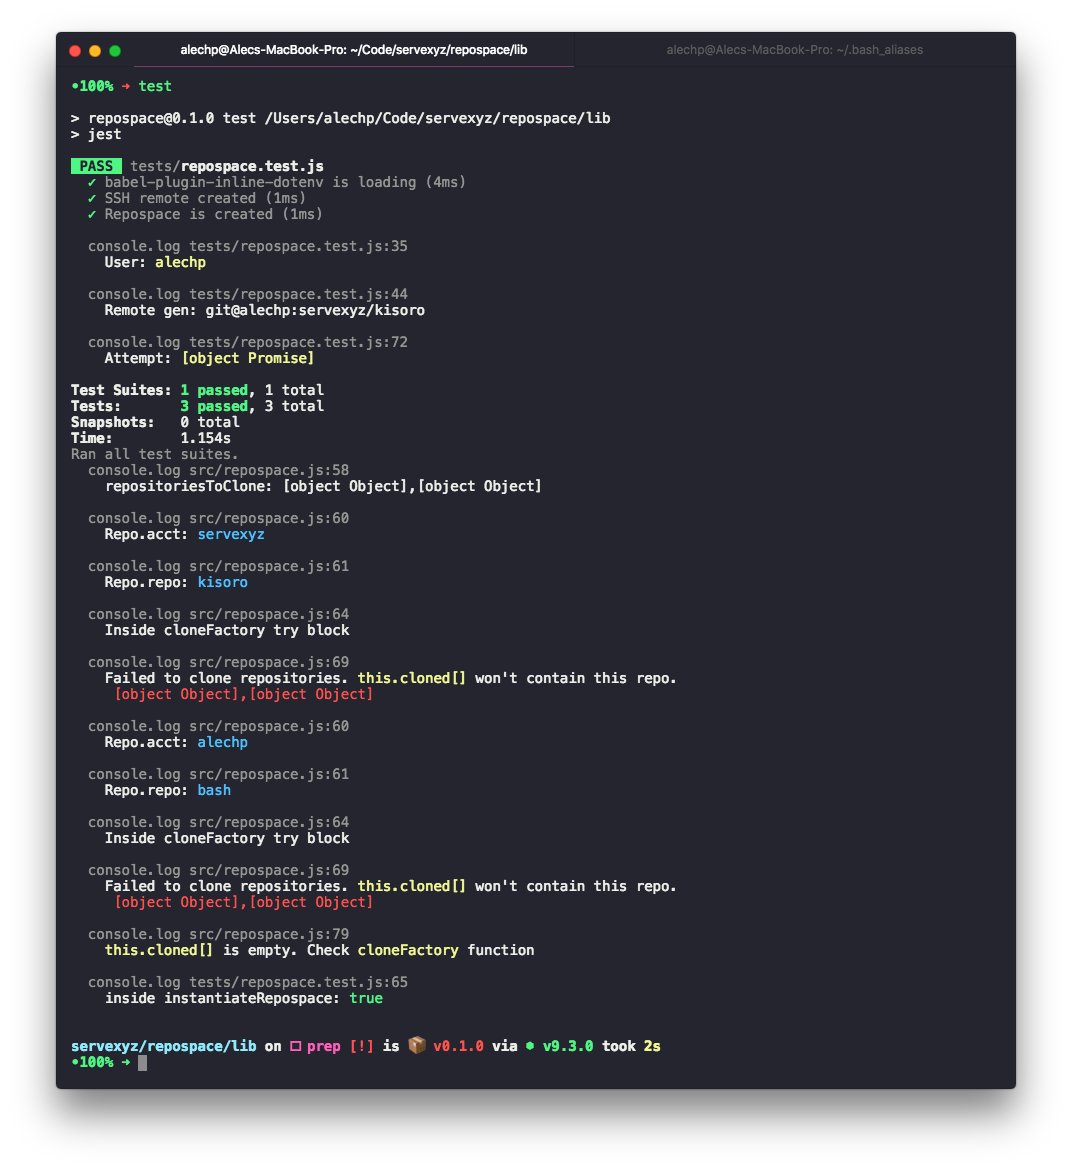 alechp@Alecs-MacBook-Pro: ~/Code/servexyz/repospace/lib
alechp@Alecs-MacBook-Pro: ~/.bash_aliases
•100% → test
> repospace@0.1.0 test /Users/alechp/Code/servexyz/repospace/lib
> jest
PASS tests/repospace.test.js
✓ babel-plugin-inline-dotenv is loading (4ms)
✓ SSH remote created (1ms)
✓ Repospace is created (1ms)
console.log tests/repospace.test.js:35
User: alechp
console.log tests/repospace.test.js:44
Remote gen: git@alechp:servexyz/kisoro
console.log tests/repospace.test.js:72
Attempt: [object Promise]
Test Suites: 1 passed, 1 total
Tests: 3 passed, 3 total
Snapshots: 0 total
Time: 1.154s
Ran all test suites.
console.log src/repospace.js:58
repositoriesToClone: [object Object],[object Object]
console.log src/repospace.js:60
Repo.acct: servexyz
console.log src/repospace.js:61
Repo.repo: kisoro
console.log src/repospace.js:64
Inside cloneFactory try block
console.log src/repospace.js:69
Failed to clone repositories. this.cloned[] won't contain this repo.
[object Object],[object Object]
console.log src/repospace.js:60
Repo.acct: alechp
console.log src/repospace.js:61
Repo.repo: bash
console.log src/repospace.js:64
Inside cloneFactory try block
console.log src/repospace.js:69
Failed to clone repositories. this.cloned[] won't contain this repo.
[object Object],[object Object]
console.log src/repospace.js:79
this.cloned[] is empty. Check cloneFactory function
console.log tests/repospace.test.js:65
inside instantiateRepospace: true
servexyz/repospace/lib on □ prep [!] is 📦 v0.1.0 via ⬢ v9.3.0 took 2s
•100% →